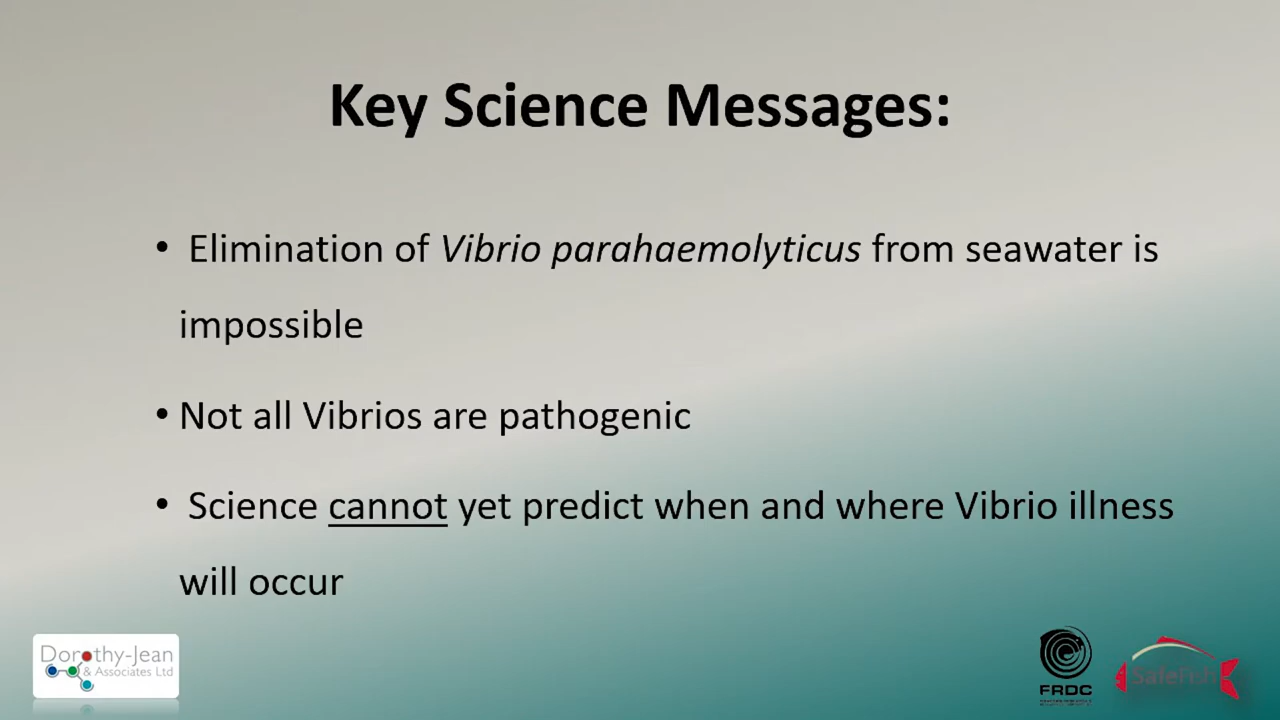 Key Science Messages:
• Elimination of Vibrio parahaemolyticus from seawater is
impossible
• Not all Vibrios are pathogenic
• Science cannot yet predict when and where Vibrio illness
will occur
Dorothy-Jean
& Associates Ltd
FRDC
SafeFish